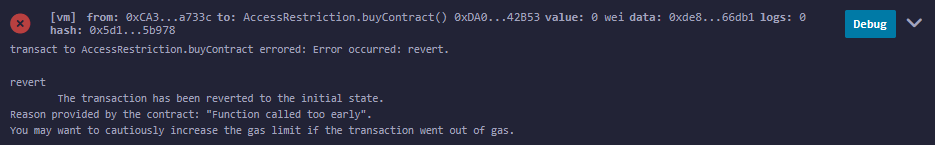 [vm] from: 0xCA3...a733c to: AccessRestriction.buyContract() 0xDA0...42B53 value: 0 wei data: 0xde8...66db1 logs: 0
hash: 0x5d1...5b978
Debug
transact to AccessRestriction.buyContract errored: Error occurred: revert.
revert
The transaction has been reverted to the initial state.
Reason provided by the contract: "Function called too early".
You may want to cautiously increase the gas limit if the transaction went out of gas.